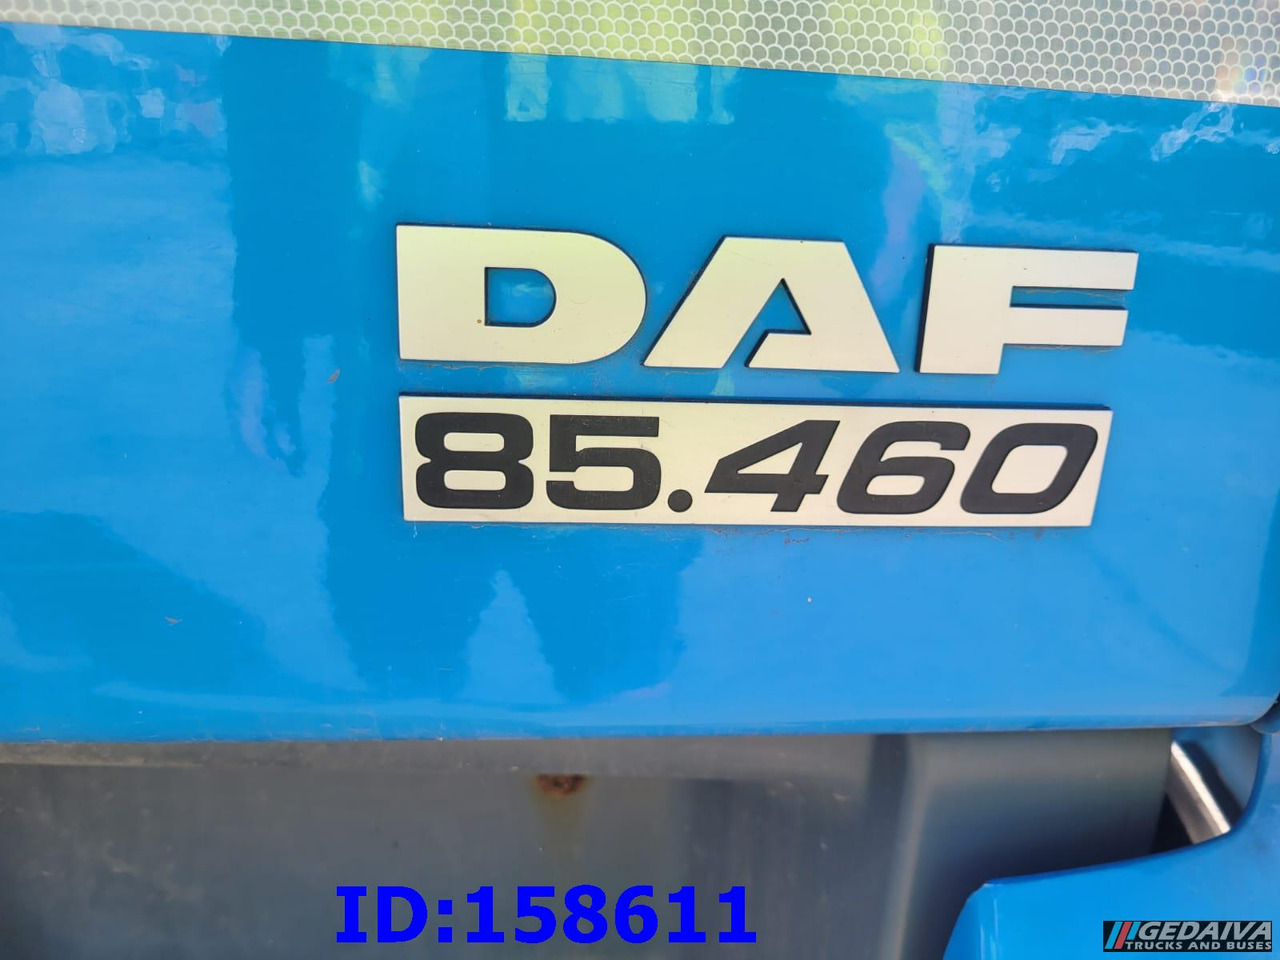 DAF
85.460
ID:158611
GEDAIVA
TRUCKS AND BUSES